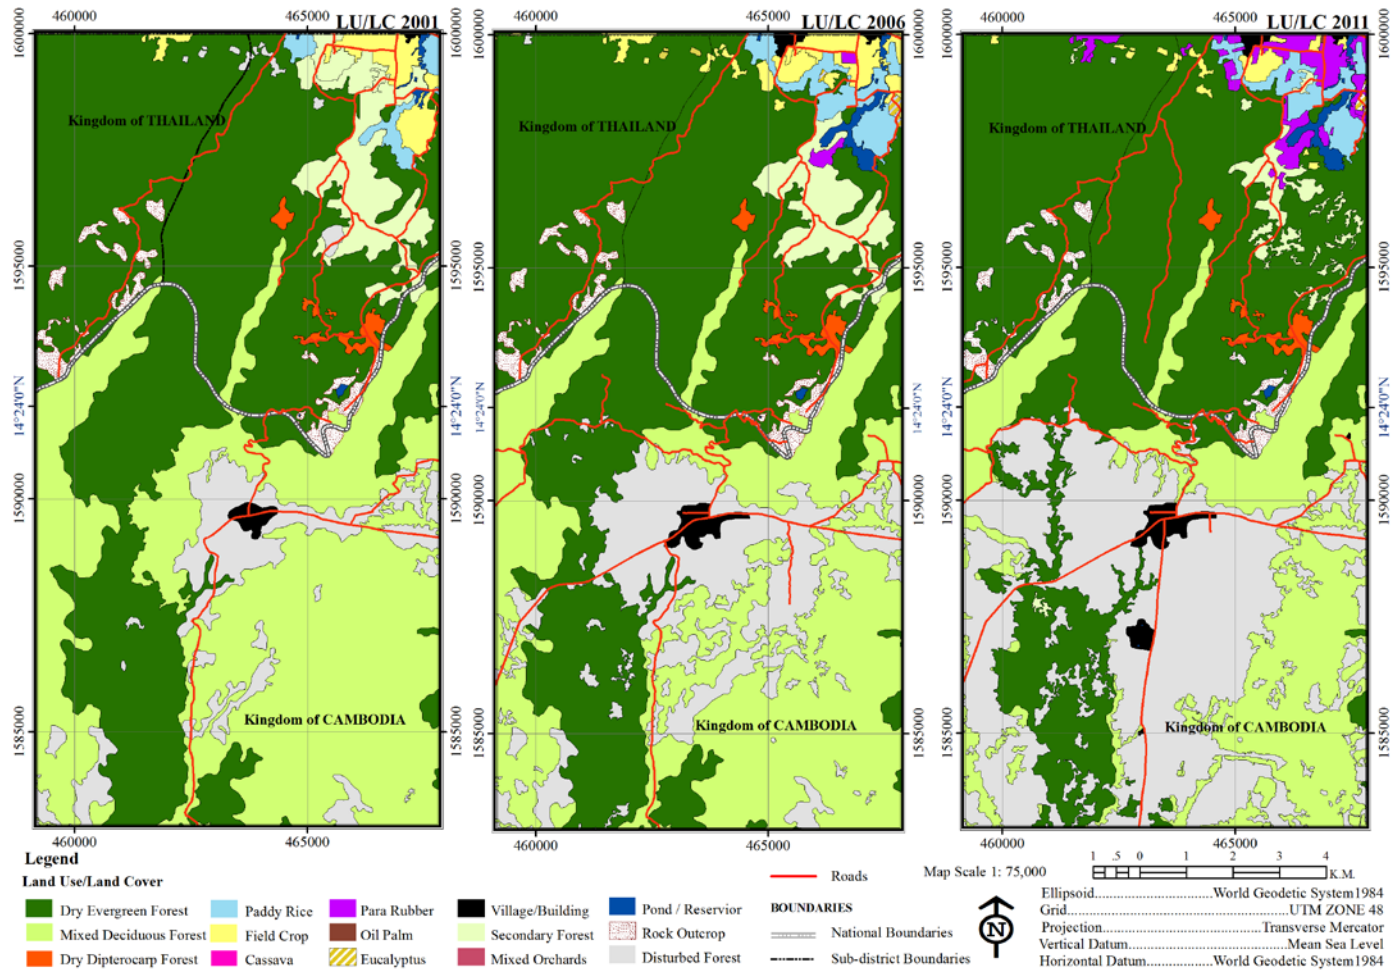 460000 465000 LU/LC 2001
460000 465000 LU/LC 2006
460000 465000 LU/LC 2011
1600000 1600000 1600000 1600000
Kingdom of THAILAND
Kingdom of THAILAND
Kingdom of THAILAND
1595000 1595000 1595000 1595000
14°24'0"N 14°24'0"N 14°24'0"N 14°24'0"N
1590000 1590000 1590000 1590000
Kingdom of CAMBODIA
Kingdom of CAMBODIA
Kingdom of CAMBODIA
1585000 1585000 1585000 1585000
460000 465000
460000 465000
460000 465000
Legend
Land Use/Land Cover
Dry Evergreen Forest
Mixed Deciduous Forest
Dry Dipterocarp Forest
Paddy Rice
Field Crop
Cassava
Para Rubber
Oil Palm
Eucalyptus
Village/Building
Secondary Forest
Mixed Orchards
Pond / Reservior
Rock Outcrop
Disturbed Forest
Roads
BOUNDARIES
National Boundaries
Sub-district Boundaries
Map Scale 1: 75,000
1 .5 0 1 2 3 4
K.M.
N
Ellipsoid..............................World Geodetic System1984
Grid..................................................UTM ZONE 48
Projection...................................Transverse Mercator
Vertical Datum..................................Mean Sea Level
Horizontal Datum...............World Geodetic System1984